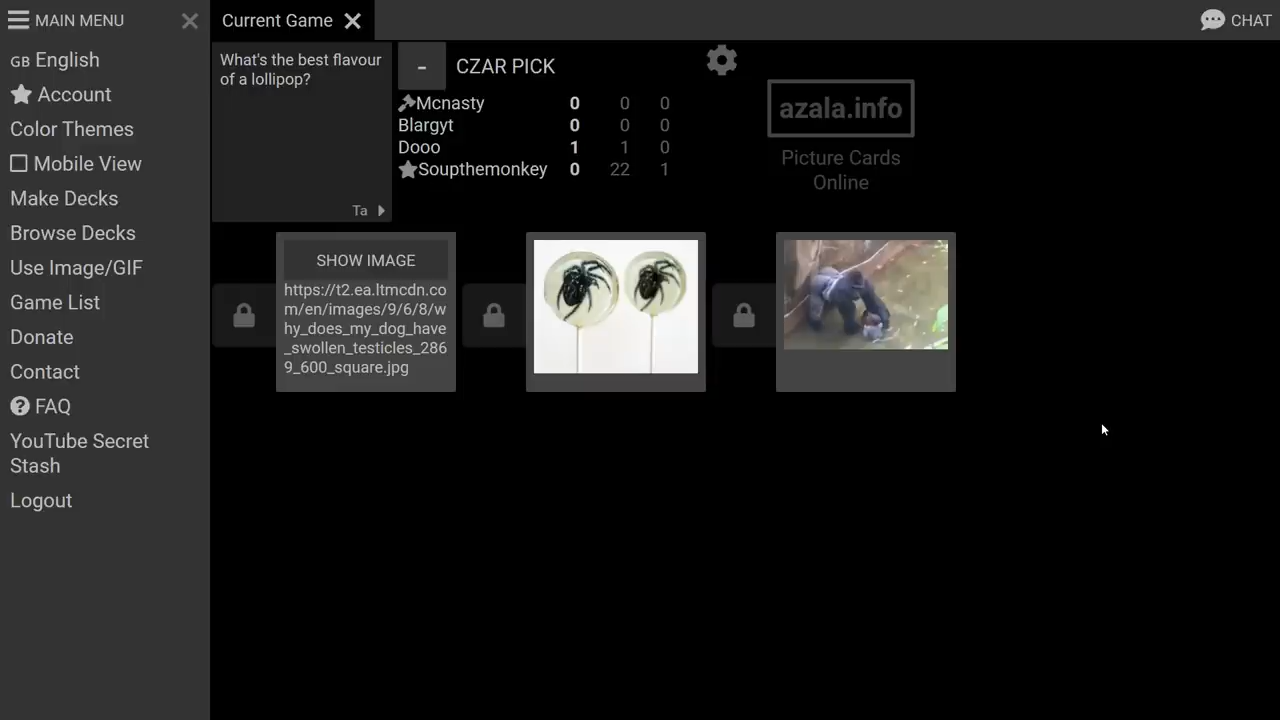 MAIN MENU
GB English
Account
Color Themes
Mobile View
Make Decks
Browse Decks
Use Image/GIF
Game List
Donate
Contact
FAQ
YouTube Secret
Stash
Logout
Current Game
CHAT
What's the best flavour
of a lollipop?
Ta
- CZAR PICK
Mcnasty 0 0 0
Blargyt 0 0 0
Dooo 1 1 0
Soupthemonkey 0 22 1
azala.info
Picture Cards
Online
SHOW IMAGE
https://t2.ea.ltmcdn.co
m/en/images/9/6/8/w
hy_does_my_dog_have
_swollen_testicles_286
9_600_square.jpg